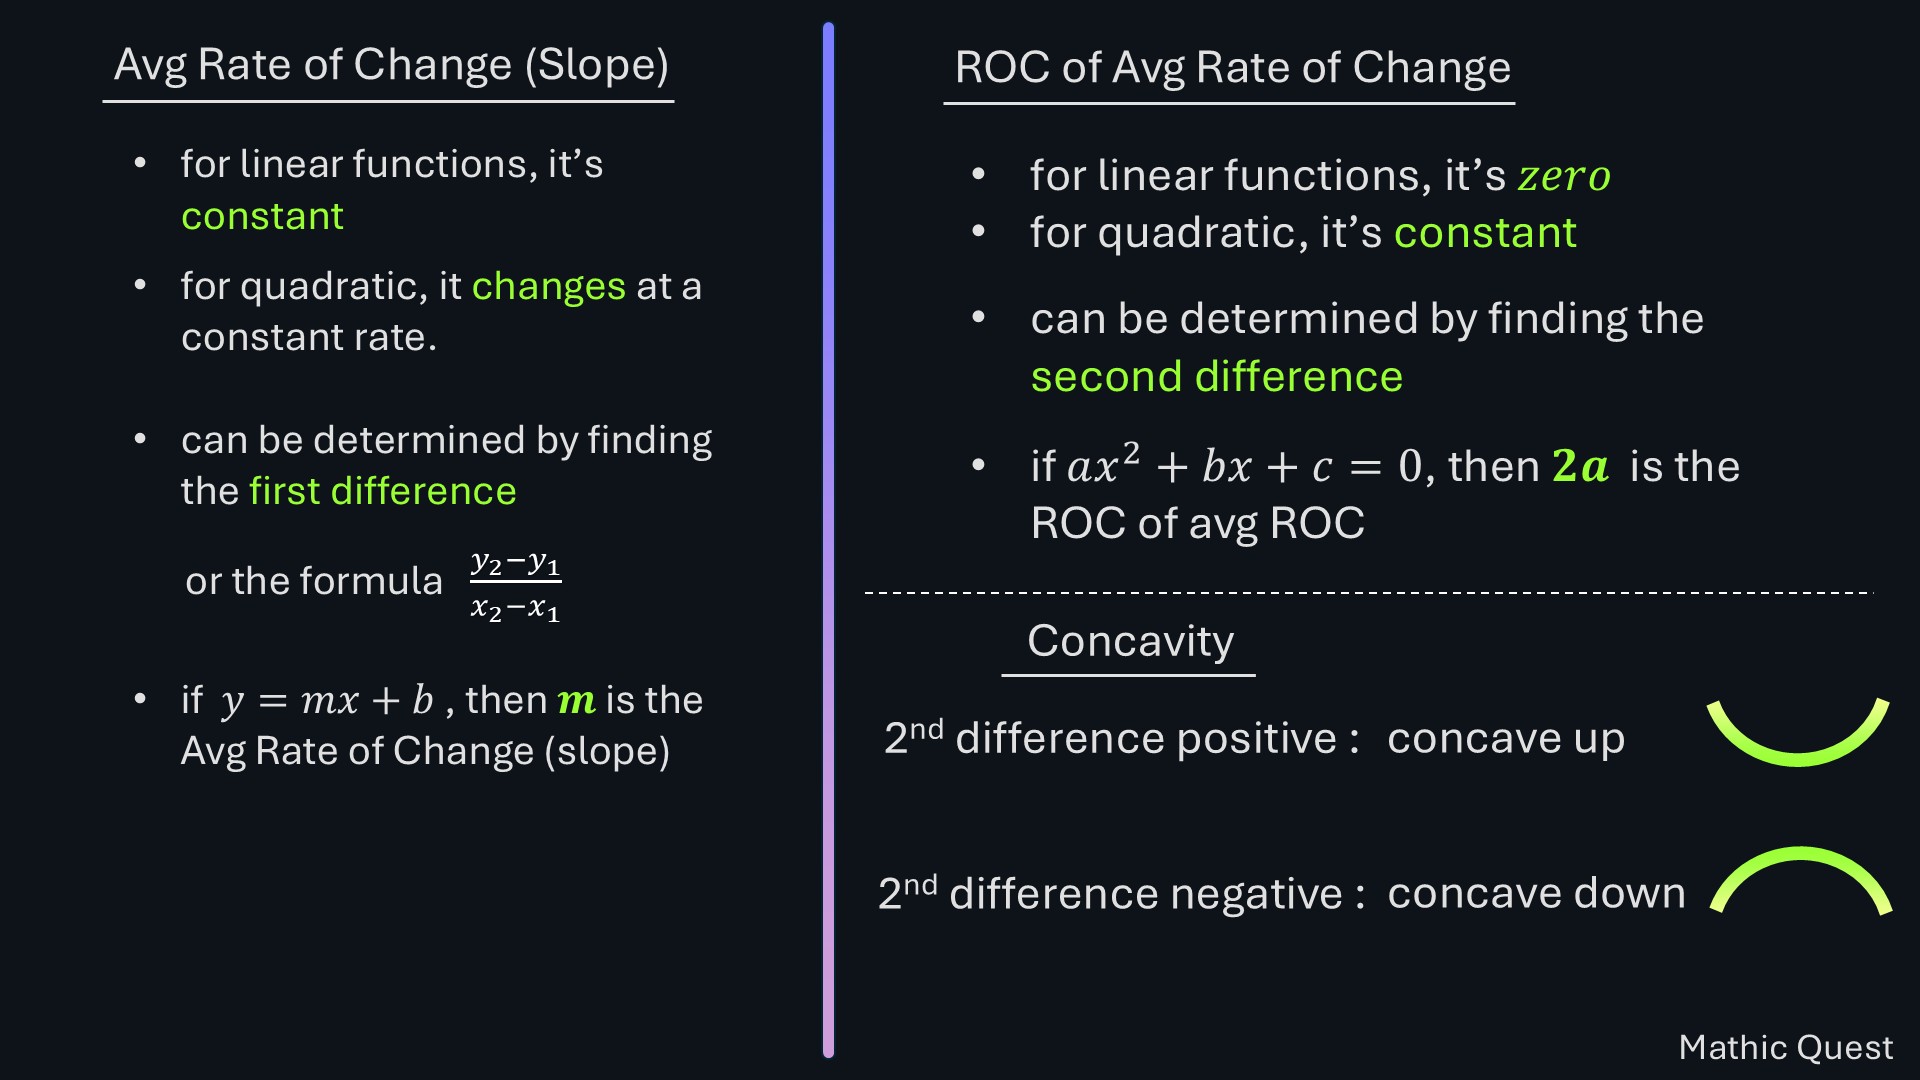 Avg Rate of Change (Slope)
• for linear functions, it’s
constant
• for quadratic, it changes at a
constant rate.
• can be determined by finding
the first difference
or the formula (y₂−y₁)/(x₂−x₁)
• if y = mx + b , then m is the
Avg Rate of Change (slope)
ROC of Avg Rate of Change
• for linear functions, it’s zero
• for quadratic, it’s constant
• can be determined by finding the
second difference
• if ax² + bx + c = 0, then 2a is the
ROC of avg ROC
Concavity
2ⁿᵈ difference positive : concave up
2ⁿᵈ difference negative : concave down
Mathic Quest